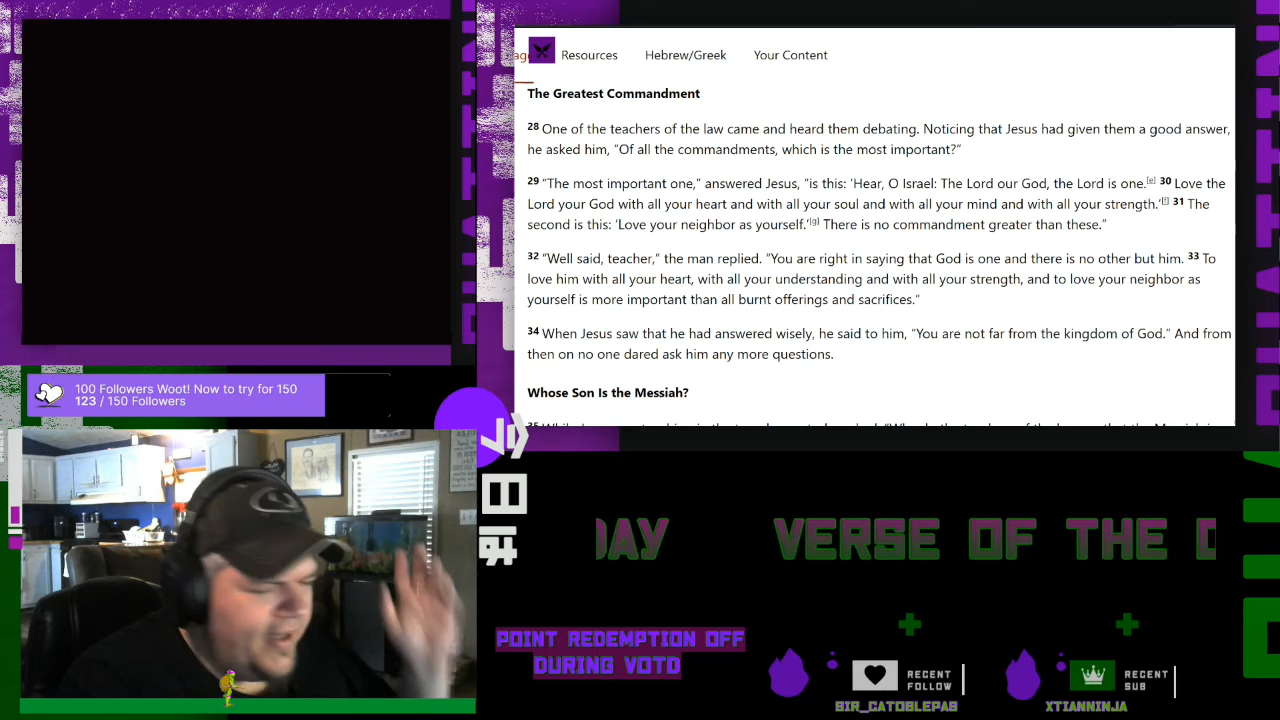 Resources Hebrew/Greek Your Content
The Greatest Commandment
28 One of the teachers of the law came and heard them debating. Noticing that Jesus had given them a good answer,
he asked him, “Of all the commandments, which is the most important?”
29 “The most important one,” answered Jesus, “is this: ‘Hear, O Israel: The Lord our God, the Lord is one.[e] 30 Love the
Lord your God with all your heart and with all your soul and with all your mind and with all your strength.’[f] 31 The
second is this: ‘Love your neighbor as yourself.’[g] There is no commandment greater than these.”
32 “Well said, teacher,” the man replied. “You are right in saying that God is one and there is no other but him. 33 To
love him with all your heart, with all your understanding and with all your strength, and to love your neighbor as
yourself is more important than all burnt offerings and sacrifices.”
34 When Jesus saw that he had answered wisely, he said to him, “You are not far from the kingdom of God.” And from
then on no one dared ask him any more questions.
Whose Son Is the Messiah?
100 Followers Woot! Now to try for 150
123 / 150 Followers
DAY VERSE OF THE D
POINT REDEMPTION OFF
DURING VOTD
RECENT
FOLLOW
SIR_CATOBLEPAS
RECENT
SUB
XTIANNINJA